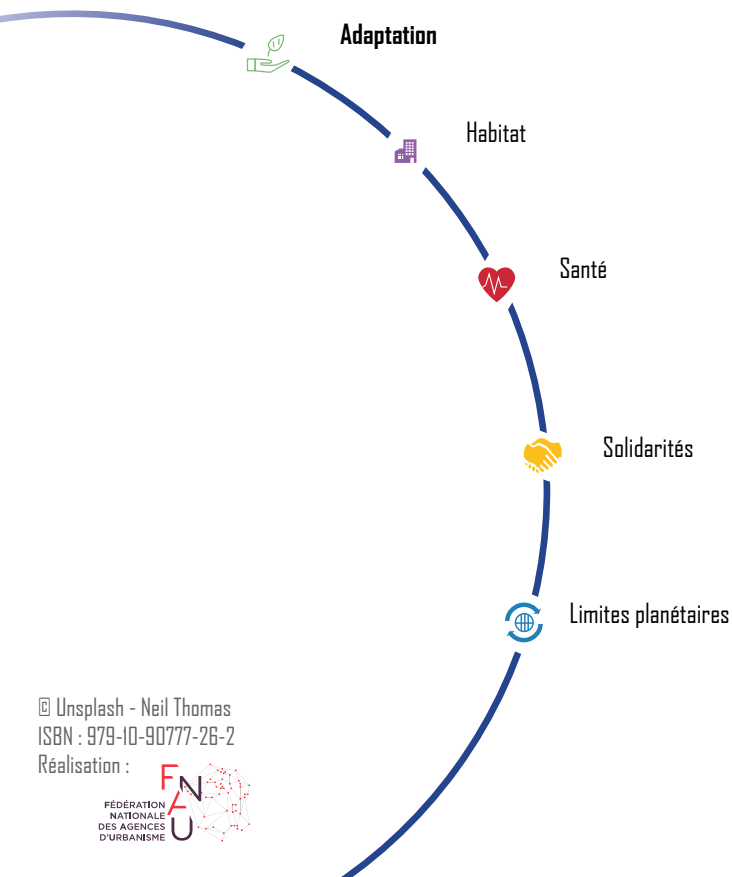 Adaptation
Habitat
Santé
Solidarités
Limites planétaires
© Unsplash - Neil Thomas
ISBN : 979-10-90777-26-2
Réalisation :
FNAU
FÉDÉRATION
NATIONALE
DES AGENCES
D'URBANISME